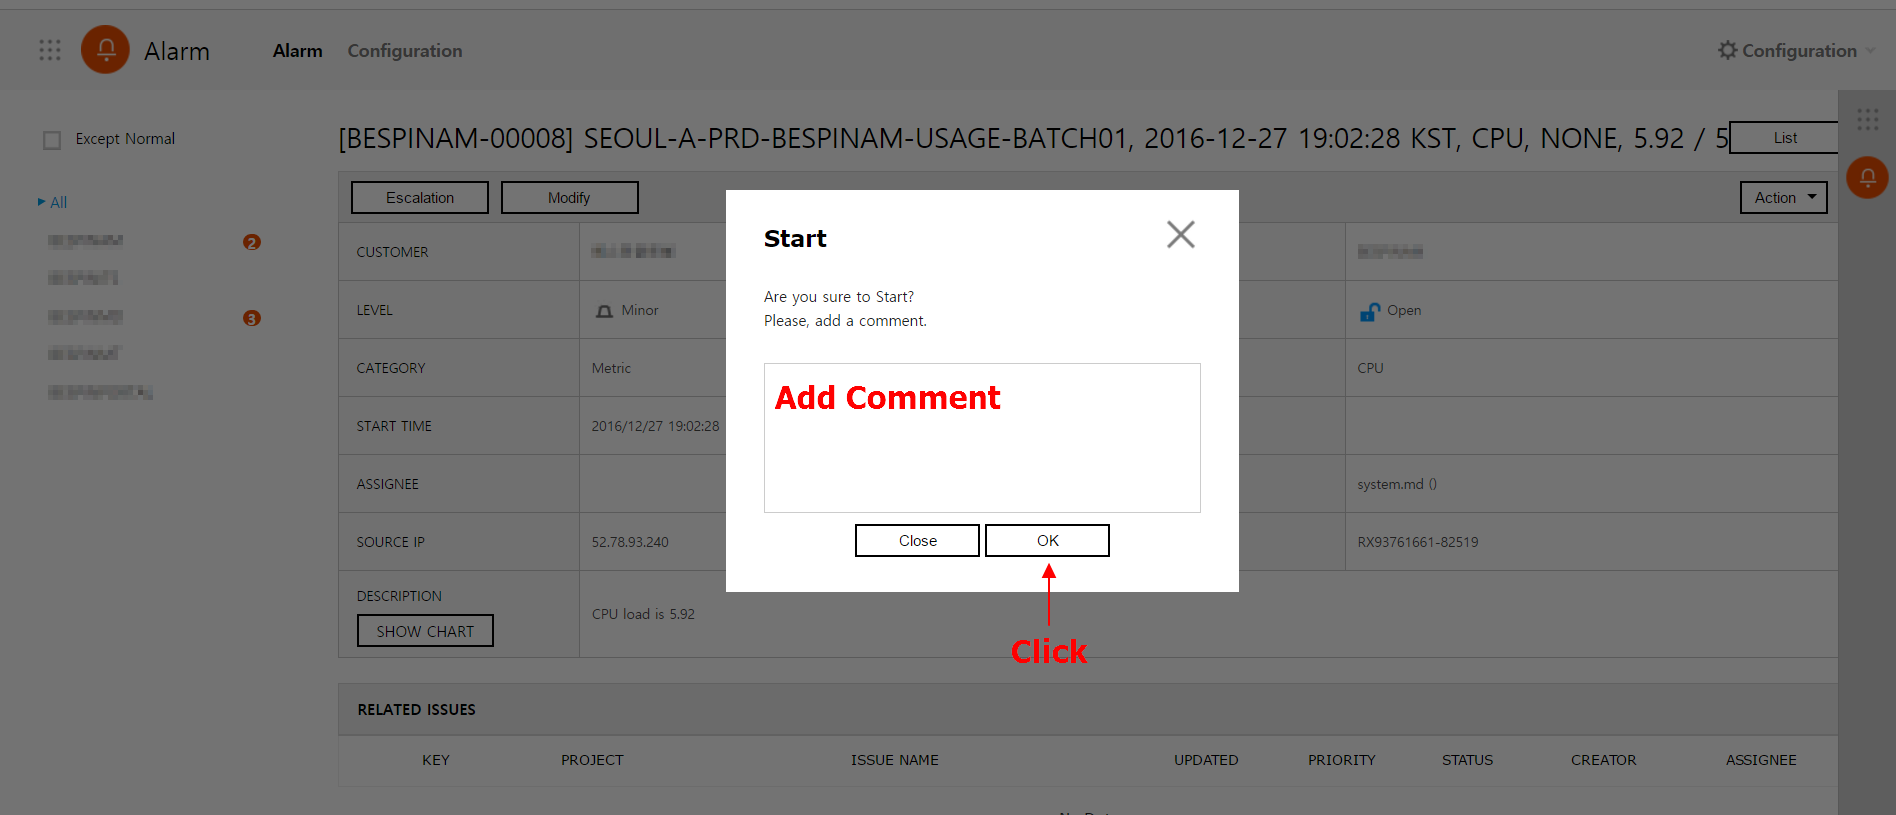 Alarm
Alarm
Configuration
Configuration
Except Normal
[BESPINAM-00008] SEOUL-A-PRD-BESPINAM-USAGE-BATCH01, 2016-12-27 19:02:28 KST, CPU, NONE, 5.92 / 5
List
All
2
3
Escalation
Modify
Action
CUSTOMER
LEVEL
Minor
Open
CATEGORY
Metric
CPU
START TIME
2016/12/27 19:02:28
ASSIGNEE
system.md ()
SOURCE IP
52.78.93.240
RX93761661-82519
DESCRIPTION
SHOW CHART
CPU load is 5.92
Start
Are you sure to Start?
Please, add a comment.
Add Comment
Close
OK
Click
RELATED ISSUES
KEY
PROJECT
ISSUE NAME
UPDATED
PRIORITY
STATUS
CREATOR
ASSIGNEE